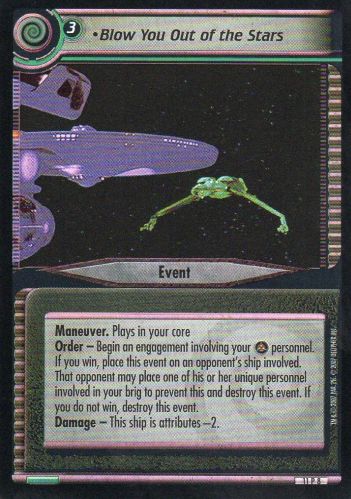 3
•Blow You Out of the Stars
Event
Maneuver. Plays in your core
Order – Begin an engagement involving your personnel.
If you win, place this event on an opponent's ship involved.
That opponent may place one of his or her unique personnel
involved in your brig to prevent this and destroy this event. If
you do not win, destroy this event.
Damage – This ship is attributes –2.
11 P 8